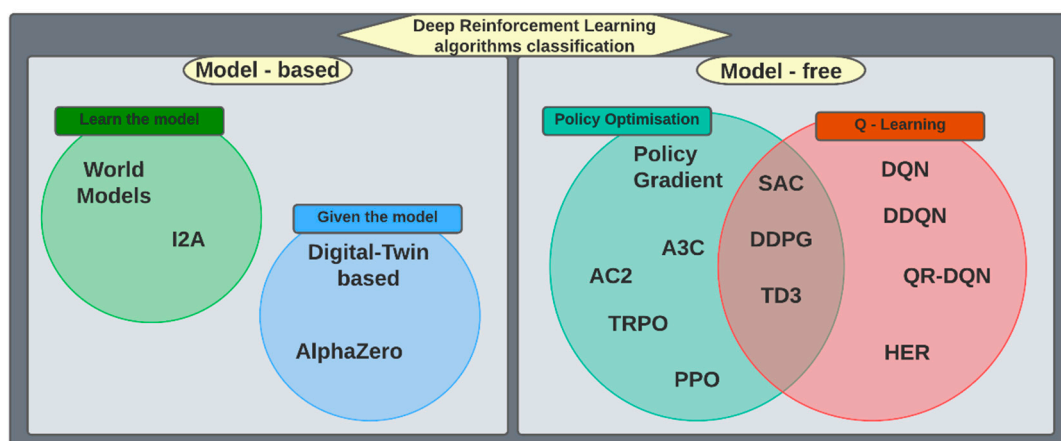 Deep Reinforcement Learning
algorithms classification
Model - based
Learn the model
World
Models
I2A
Given the model
Digital-Twin
based
AlphaZero
Model - free
Policy Optimisation
Policy
Gradient
A3C
AC2
TRPO
PPO
SAC
DDPG
TD3
Q - Learning
DQN
DDQN
QR-DQN
HER